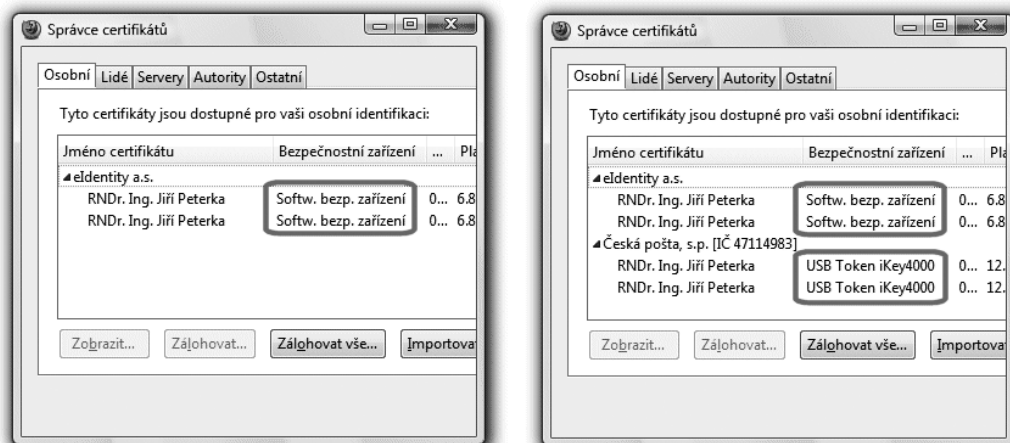 Správce certifikátů
Osobní Lidé Servery Autority Ostatní
Tyto certifikáty jsou dostupné pro vaši osobní identifikaci:
Jméno certifikátu Bezpečnostní zařízení ... Pla
eIdentity a.s.
RNDr. Ing. Jiří Peterka Softw. bezp. zařízení 0... 6.8
RNDr. Ing. Jiří Peterka Softw. bezp. zařízení 0... 6.8
Zobrazit... Zálohovat... Zálohovat vše... Importovat
Správce certifikátů
Osobní Lidé Servery Autority Ostatní
Tyto certifikáty jsou dostupné pro vaši osobní identifikaci:
Jméno certifikátu Bezpečnostní zařízení ... Pla
eIdentity a.s.
RNDr. Ing. Jiří Peterka Softw. bezp. zařízení 0... 6.8
RNDr. Ing. Jiří Peterka Softw. bezp. zařízení 0... 6.8
Česká pošta, s.p. [IČ 47114983]
RNDr. Ing. Jiří Peterka USB Token iKey4000 0... 12.
RNDr. Ing. Jiří Peterka USB Token iKey4000 0... 12.
Zobrazit... Zálohovat... Zálohovat vše... Importovat